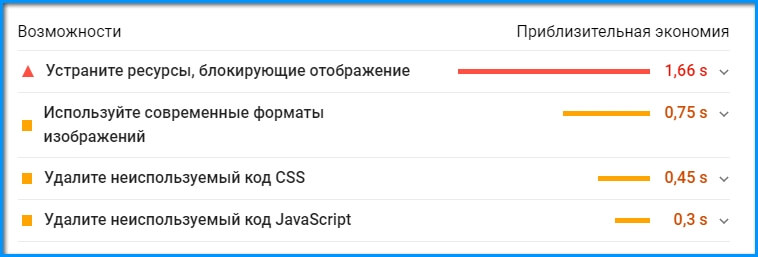 Возможности Приблизительная экономия
Устраните ресурсы, блокирующие отображение 1,66 s
Используйте современные форматы 0,75 s
изображений
Удалите неиспользуемый код CSS 0,45 s
Удалите неиспользуемый код JavaScript 0,3 s